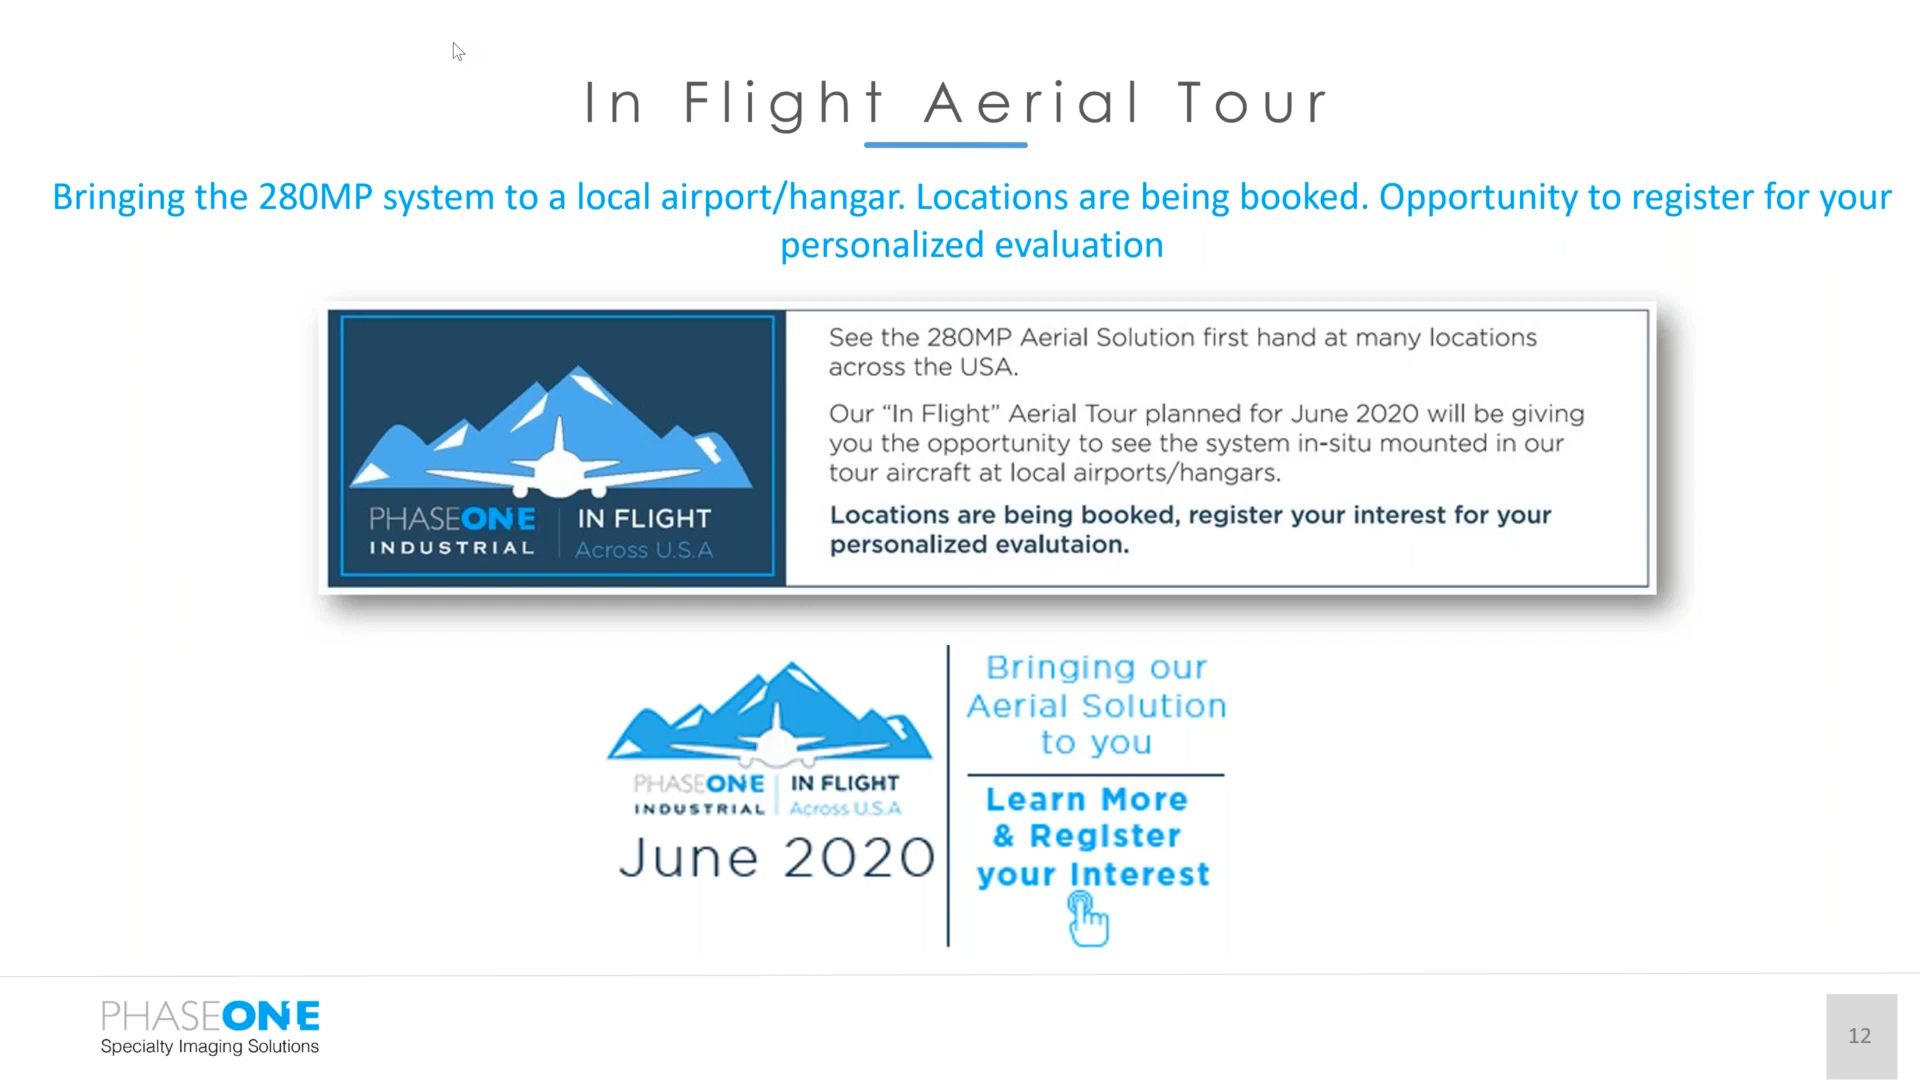 In Flight Aerial Tour
Bringing the 280MP system to a local airport/hangar. Locations are being booked. Opportunity to register for your
personalized evaluation
PHASEONE
INDUSTRIAL
IN FLIGHT
Across U.S.A
See the 280MP Aerial Solution first hand at many locations
across the USA.
Our “In Flight” Aerial Tour planned for June 2020 will be giving
you the opportunity to see the system in-situ mounted in our
tour aircraft at local airports/hangars.
Locations are being booked, register your interest for your
personalized evalutaion.
PHASEONE
INDUSTRIAL
IN FLIGHT
Across U.S.A
June 2020
Bringing our
Aerial Solution
to you
Learn More
& Register
your Interest
PHASEONE
Specialty Imaging Solutions
12